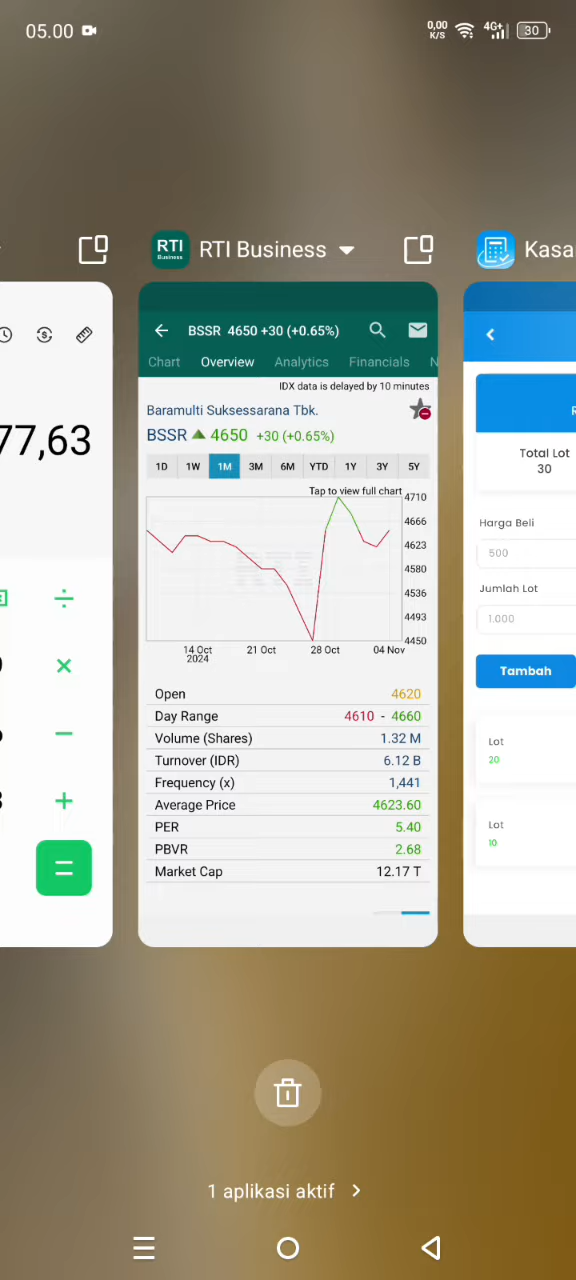 05.00
0,00
K/S
4G+
30
RTI
Business
RTI Business
Kasa
BSSR 4650 +30 (+0.65%)
Chart Overview Analytics Financials N
IDX data is delayed by 10 minutes
Baramulti Suksessarana Tbk.
BSSR 4650 +30 (+0.65%)
1D 1W 1M 3M 6M YTD 1Y 3Y 5Y
Tap to view full chart
4710
4666
4623
4580
4536
4493
4450
14 Oct
2024
21 Oct
28 Oct
04 Nov
Open 4620
Day Range 4610 - 4660
Volume (Shares) 1.32 M
Turnover (IDR) 6.12 B
Frequency (x) 1,441
Average Price 4623.60
PER 5.40
PBVR 2.68
Market Cap 12.17 T
77,63
÷
×
−
+
=
R
Total Lot
30
Harga Beli
500
Jumlah Lot
1.000
Tambah
Lot
20
Lot
10
1 aplikasi aktif